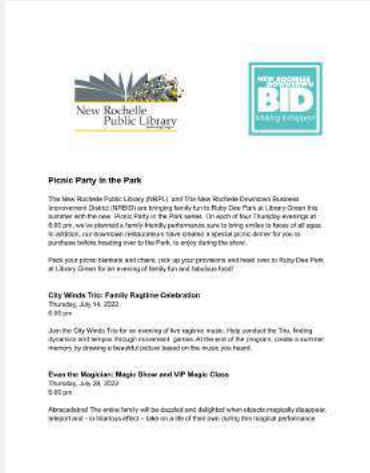 New Rochelle
Public Library
NEW ROCHELLE
DOWNTOWN
BID
making it happen!
Picnic Party in the Park
The New Rochelle Public Library (NRPL) and The New Rochelle Downtown Business
Improvement District (NRBID) are bringing family fun to Ruby Dee Park at Library Green this
summer with the new Picnic Party in the Park series. On each of four Thursday evenings at
6:00 pm, we've planned a family-friendly performance sure to bring smiles to faces of all ages.
In addition, our downtown restaurateurs have created a special picnic dinner for you to
purchase before heading over to the Park, to enjoy during the show.
Pack your picnic blankets and chairs, pick up your provisions and head over to Ruby Dee Park
at Library Green for an evening of family fun and fabulous food!
City Winds Trio: Family Ragtime Celebration
Thursday, July 14, 2022
6:00 pm
Join the City Winds Trio for an evening of live ragtime music. Help conduct the Trio, finding
dynamics and tempos through movement games. At the end of the program, create a summer
memory by drawing a beautiful picture based on the music you heard.
Evan the Magician: Magic Show and VIP Magic Class
Thursday, July 28, 2022
6:00 pm
Abracadabra! The entire family will be dazzled and delighted when objects magically disappear,
teleport and - to hilarious effect – take on a life of their own during this magical performance